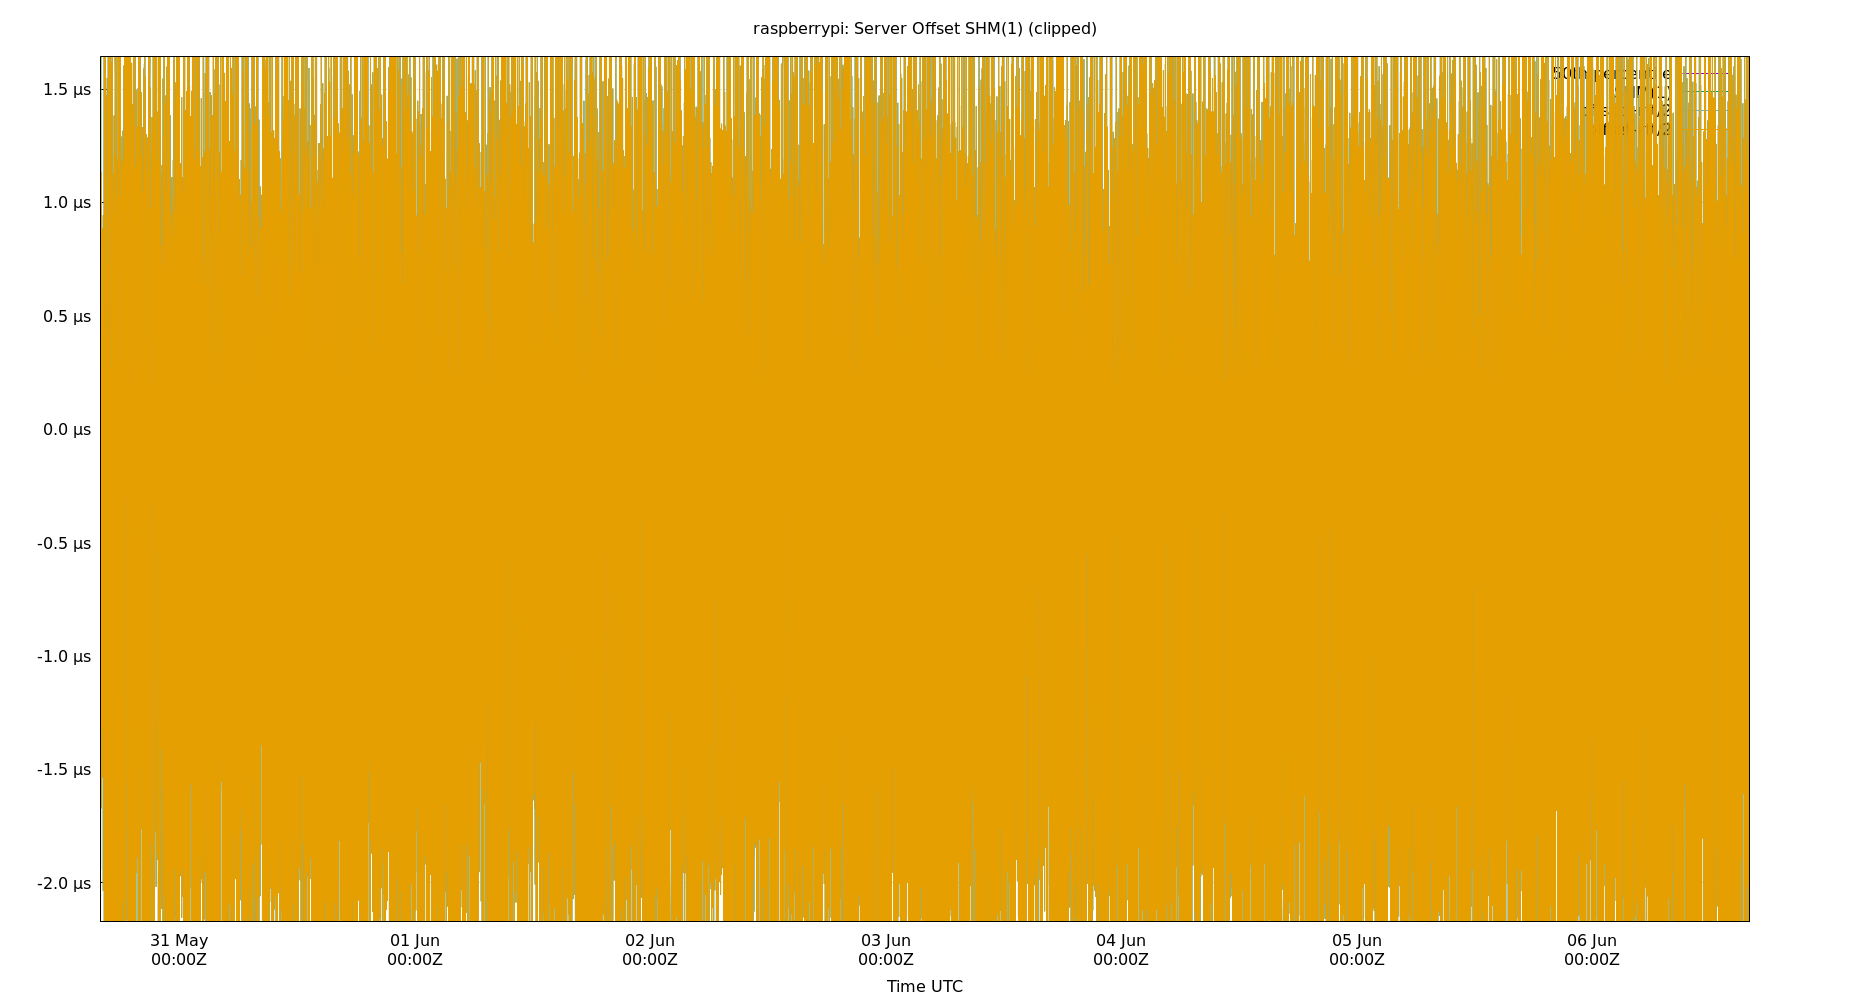 raspberrypi: Server Offset SHM(1) (clipped)
1.5 µs
1.0 µs
0.5 µs
0.0 µs
-0.5 µs
-1.0 µs
-1.5 µs
-2.0 µs
31 May
00:00Z
01 Jun
00:00Z
02 Jun
00:00Z
03 Jun
00:00Z
04 Jun
00:00Z
05 Jun
00:00Z
06 Jun
00:00Z
Time UTC